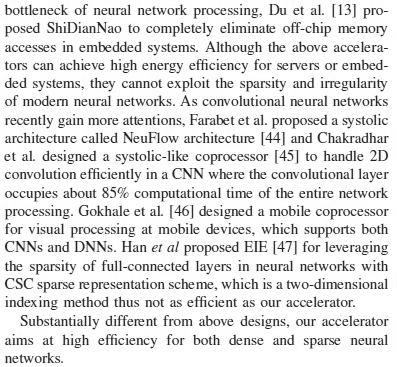 bottleneck of neural network processing, Du et al. [13] pro-
posed ShiDianNao to completely eliminate off-chip memory
accesses in embedded systems. Although the above accelera-
tors can achieve high energy efficiency for servers or embed-
ded systems, they cannot exploit the sparsity and irregularity
of modern neural networks. As convolutional neural networks
recently gain more attentions, Farabet et al. proposed a systolic
architecture called NeuFlow architecture [44] and Chakradhar
et al. designed a systolic-like coprocessor [45] to handle 2D
convolution efficiently in a CNN where the convolutional layer
occupies about 85% computational time of the entire network
processing. Gokhale et al. [46] designed a mobile coprocessor
for visual processing at mobile devices, which supports both
CNNs and DNNs. Han et al proposed EIE [47] for leveraging
the sparsity of full-connected layers in neural networks with
CSC sparse representation scheme, which is a two-dimensional
indexing method thus not as efficient as our accelerator.
Substantially different from above designs, our accelerator
aims at high efficiency for both dense and sparse neural
networks.